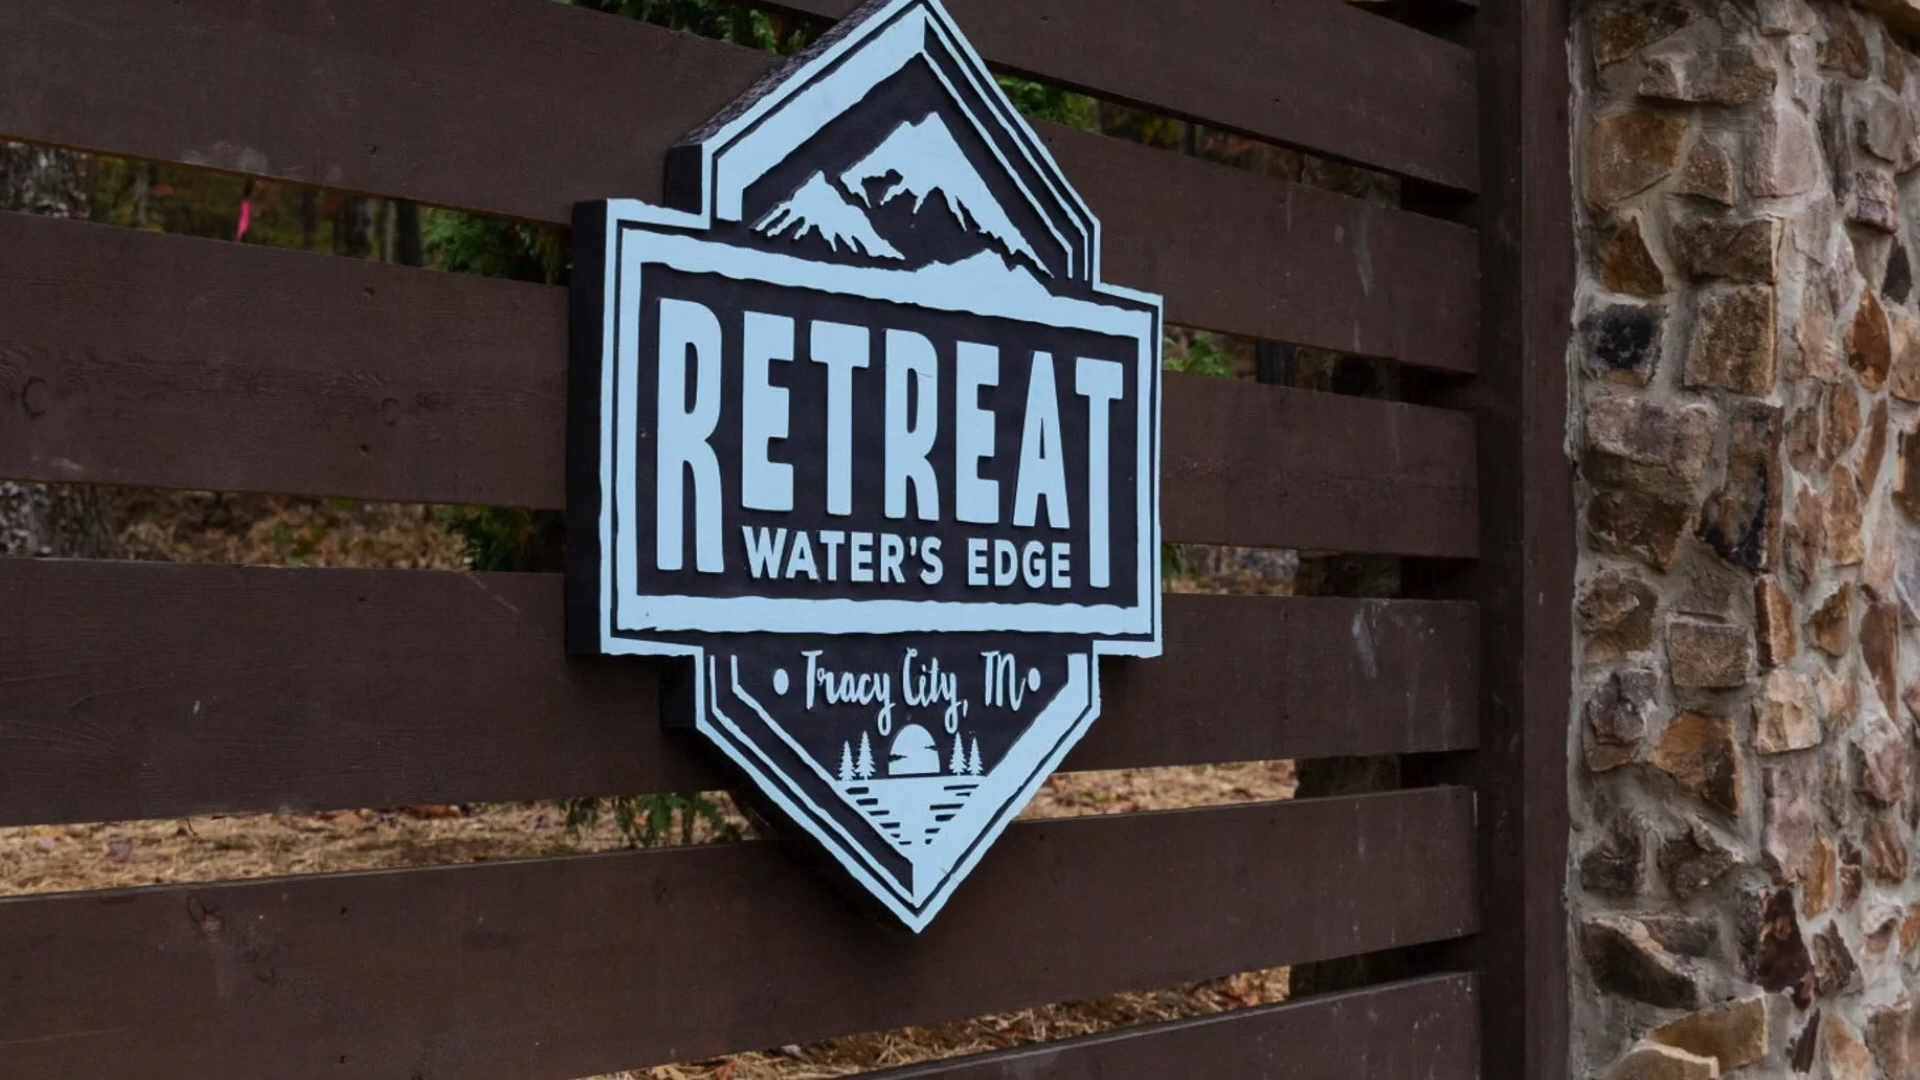 RETREAT
WATER'S EDGE
• Tracy City, TN •